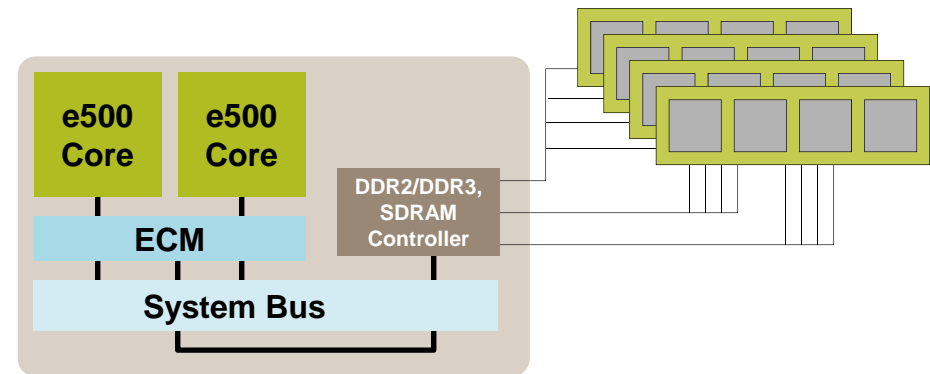 e500
Core
e500
Core
DDR2/DDR3,
SDRAM
Controller
ECM
System Bus